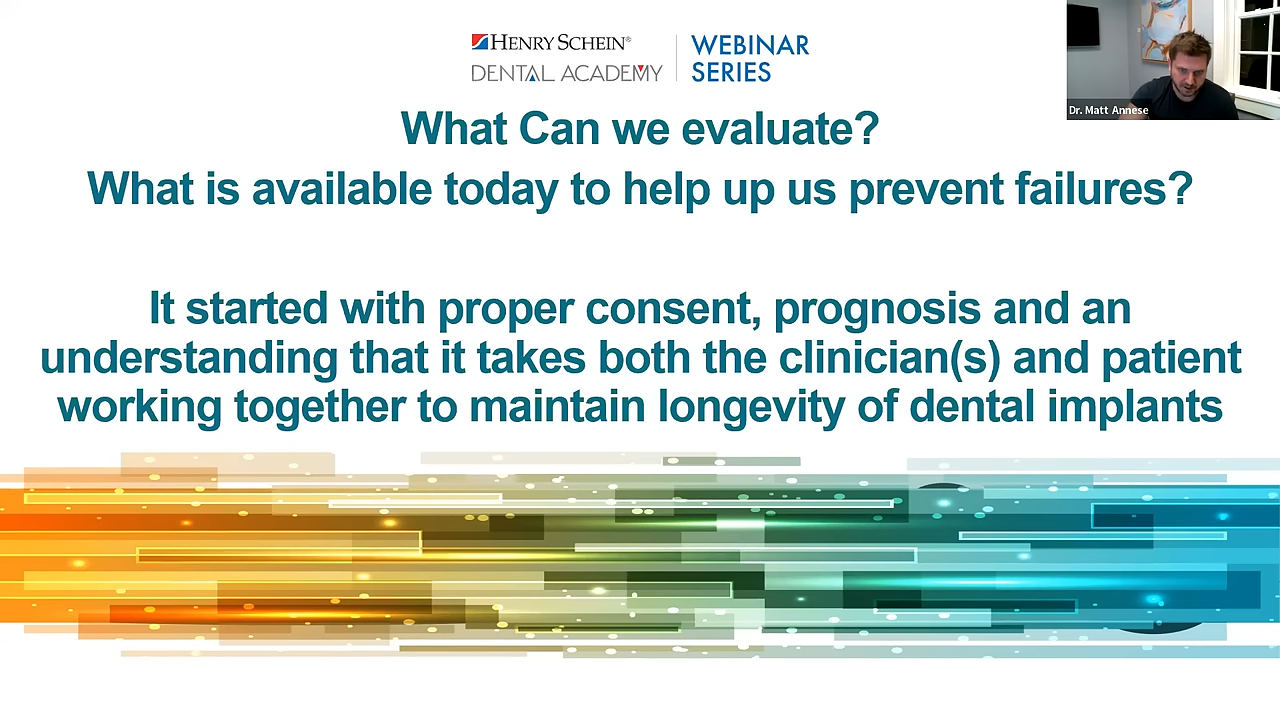 HENRY SCHEIN®
DENTAL ACADEMY
WEBINAR
SERIES
Dr. Matt Annese
What Can we evaluate?
What is available today to help up us prevent failures?
It started with proper consent, prognosis and an
understanding that it takes both the clinician(s) and patient
working together to maintain longevity of dental implants